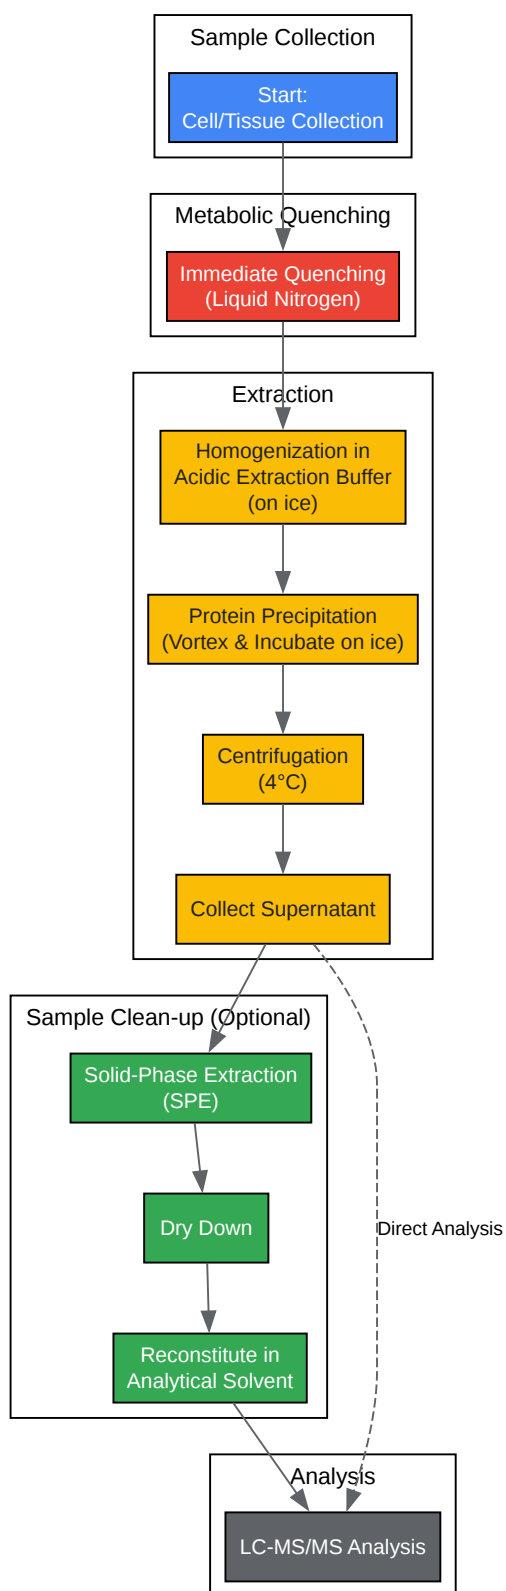 Sample Collection
Start:
Cell/Tissue Collection
Metabolic Quenching
Immediate Quenching
(Liquid Nitrogen)
Extraction
Homogenization in
Acidic Extraction Buffer
(on ice)
Protein Precipitation
(Vortex & Incubate on ice)
Centrifugation
(4°C)
Collect Supernatant
Sample Clean-up (Optional)
Solid-Phase Extraction
(SPE)
Dry Down
Direct Analysis
Reconstitute in
Analytical Solvent
Analysis
LC-MS/MS Analysis